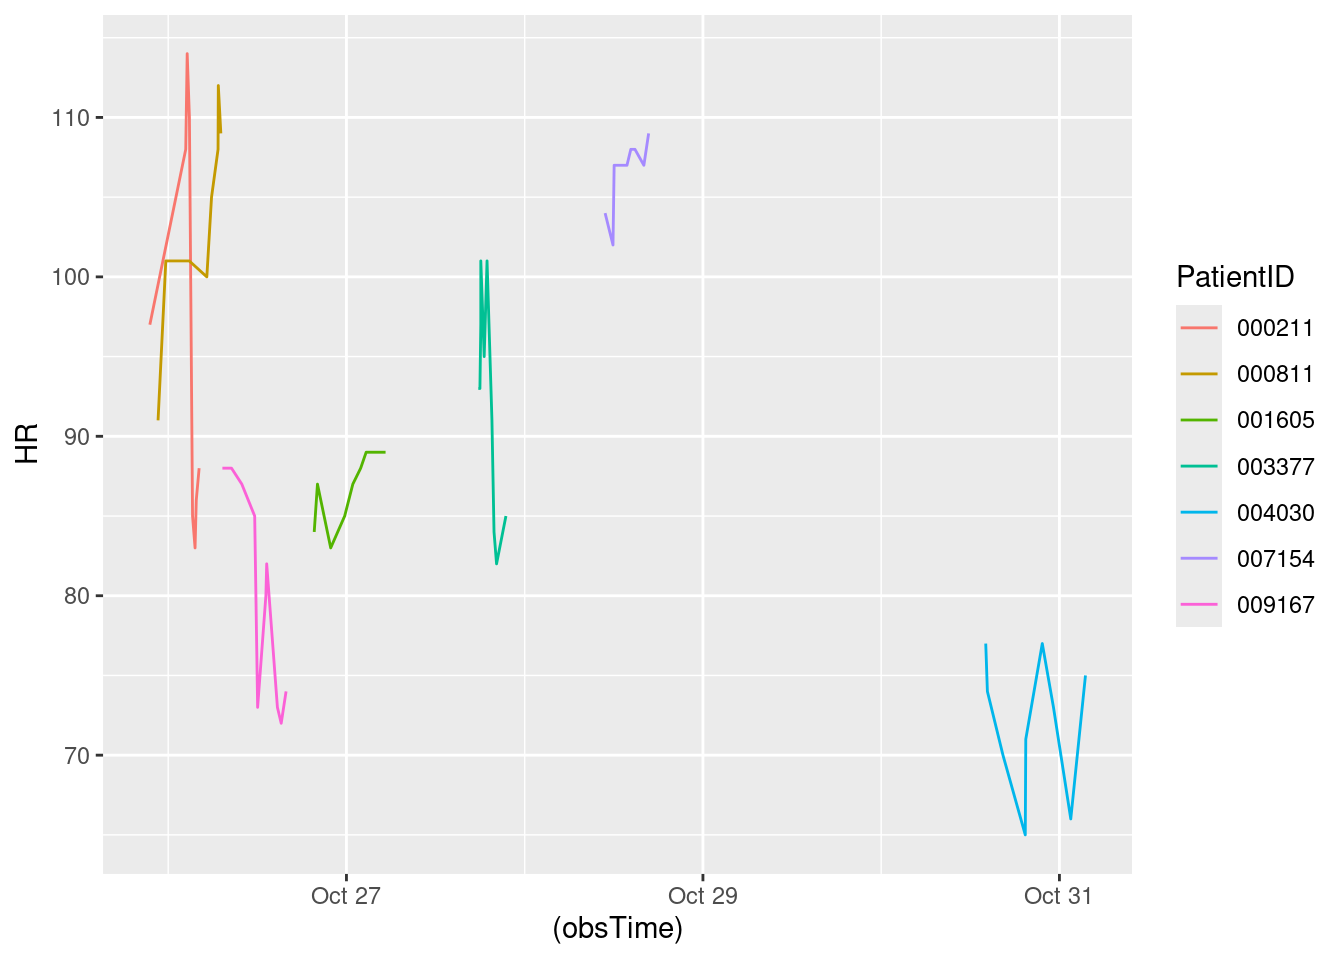 HR
110
100
90
80
70
Oct 27
Oct 29
Oct 31
(obsTime)
PatientID
000211
000811
001605
003377
004030
007154
009167